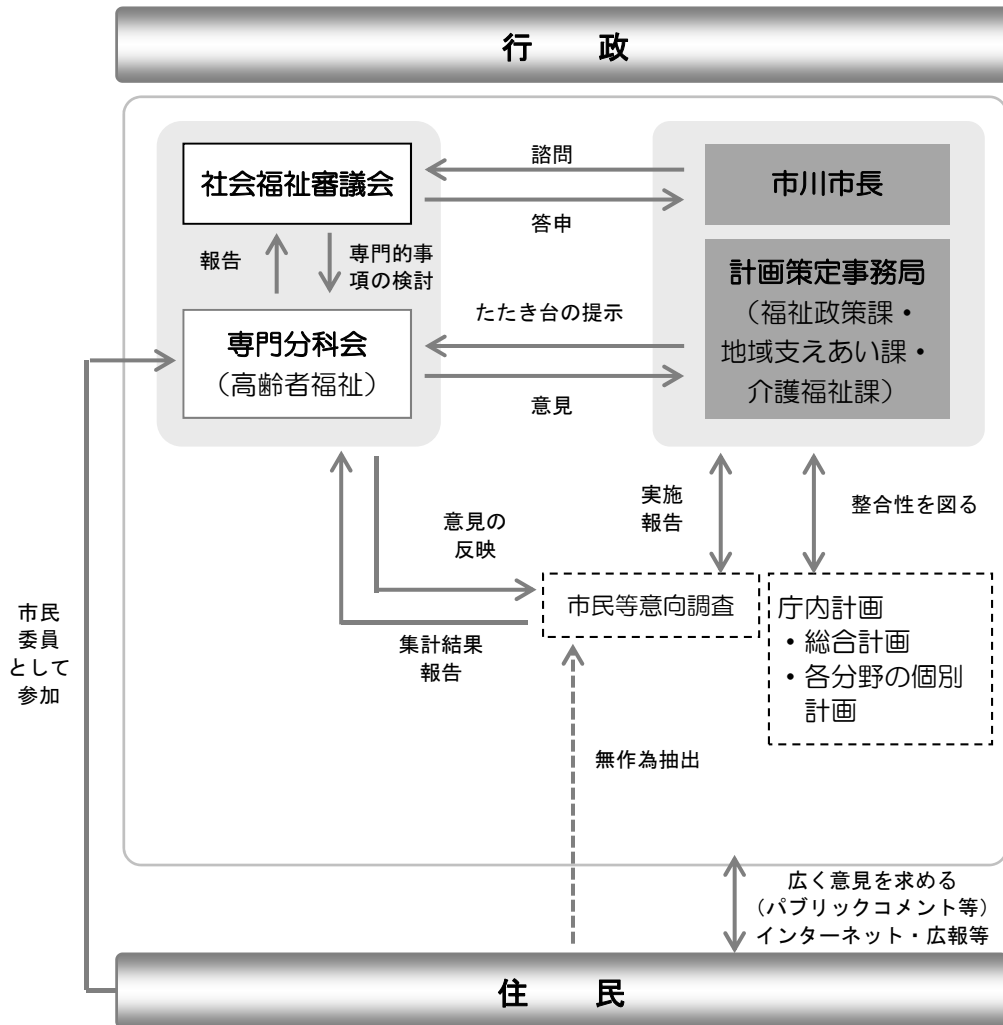 行　政
社会福祉審議会
諮問
答申
市川市長
報告
専門的事
項の検討
計画策定事務局
（福祉政策課・
地域支えあい課・
介護福祉課）
専門分科会
（高齢者福祉）
たたき台の提示
意見
意見の
反映
実施
報告
整合性を図る
市民等意向調査
集計結果
報告
庁内計画
・総合計画
・各分野の個別
計画
市民
委員
として
参加
無作為抽出
広く意見を求める
（パブリックコメント等）
インターネット・広報等
住　民